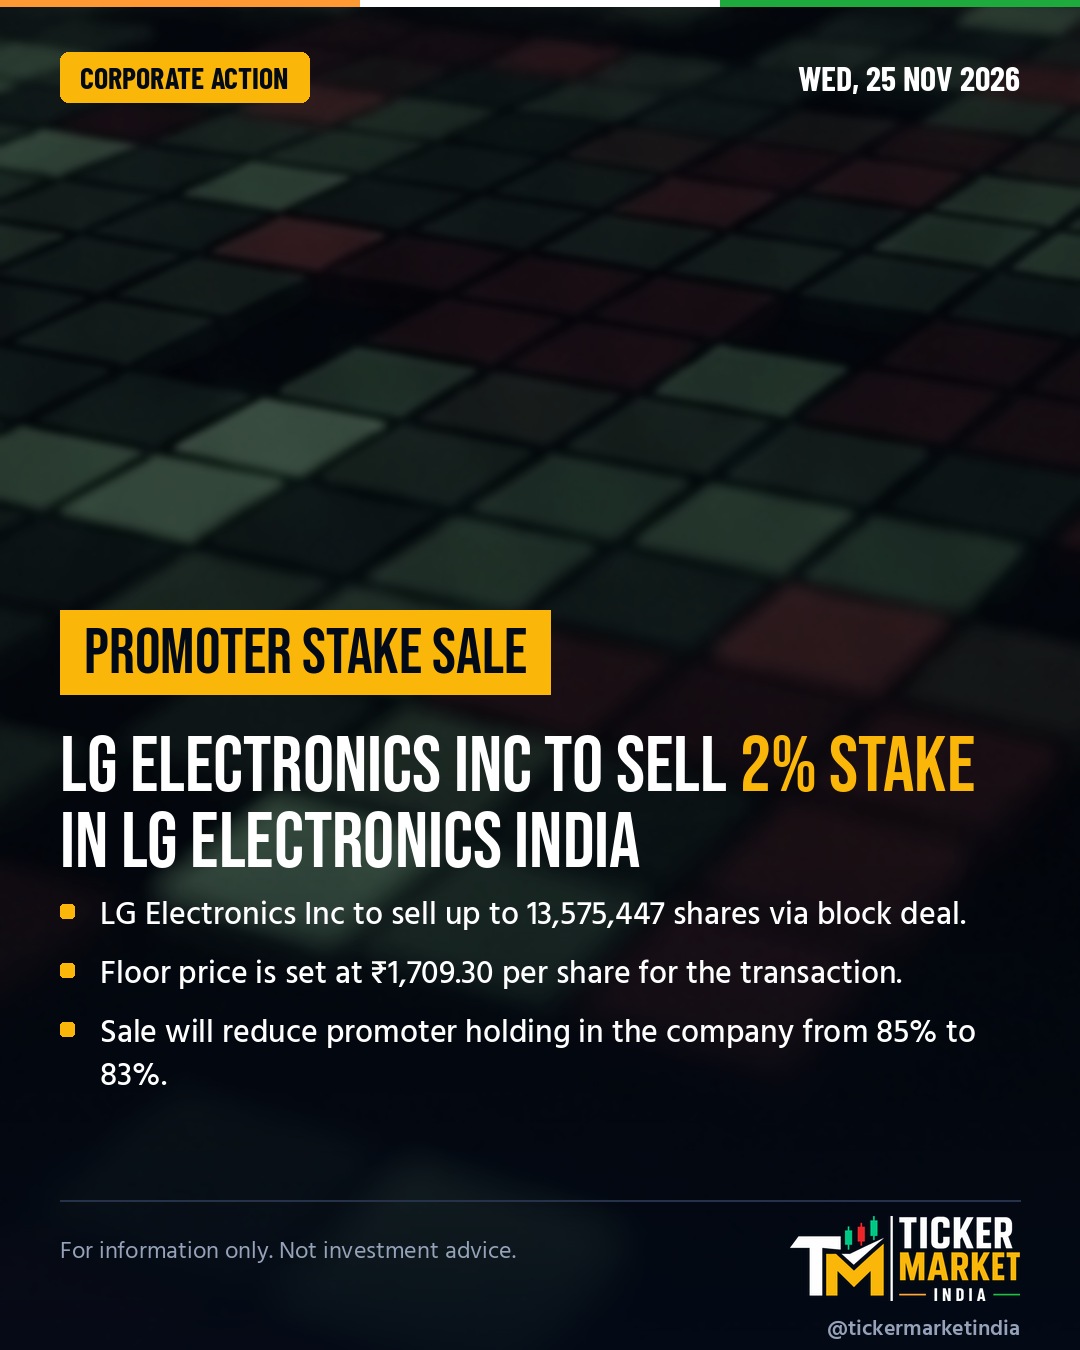 CORPORATE ACTION
WED, 25 NOV 2026
PROMOTER STAKE SALE
LG ELECTRONICS INC TO SELL 2% STAKE
IN LG ELECTRONICS INDIA
LG Electronics Inc to sell up to 13,575,447 shares via block deal.
Floor price is set at ₹1,709.30 per share for the transaction.
Sale will reduce promoter holding in the company from 85% to
83%.
For information only. Not investment advice.
TM
TICKER
MARKET
INDIA
@tickermarketindia